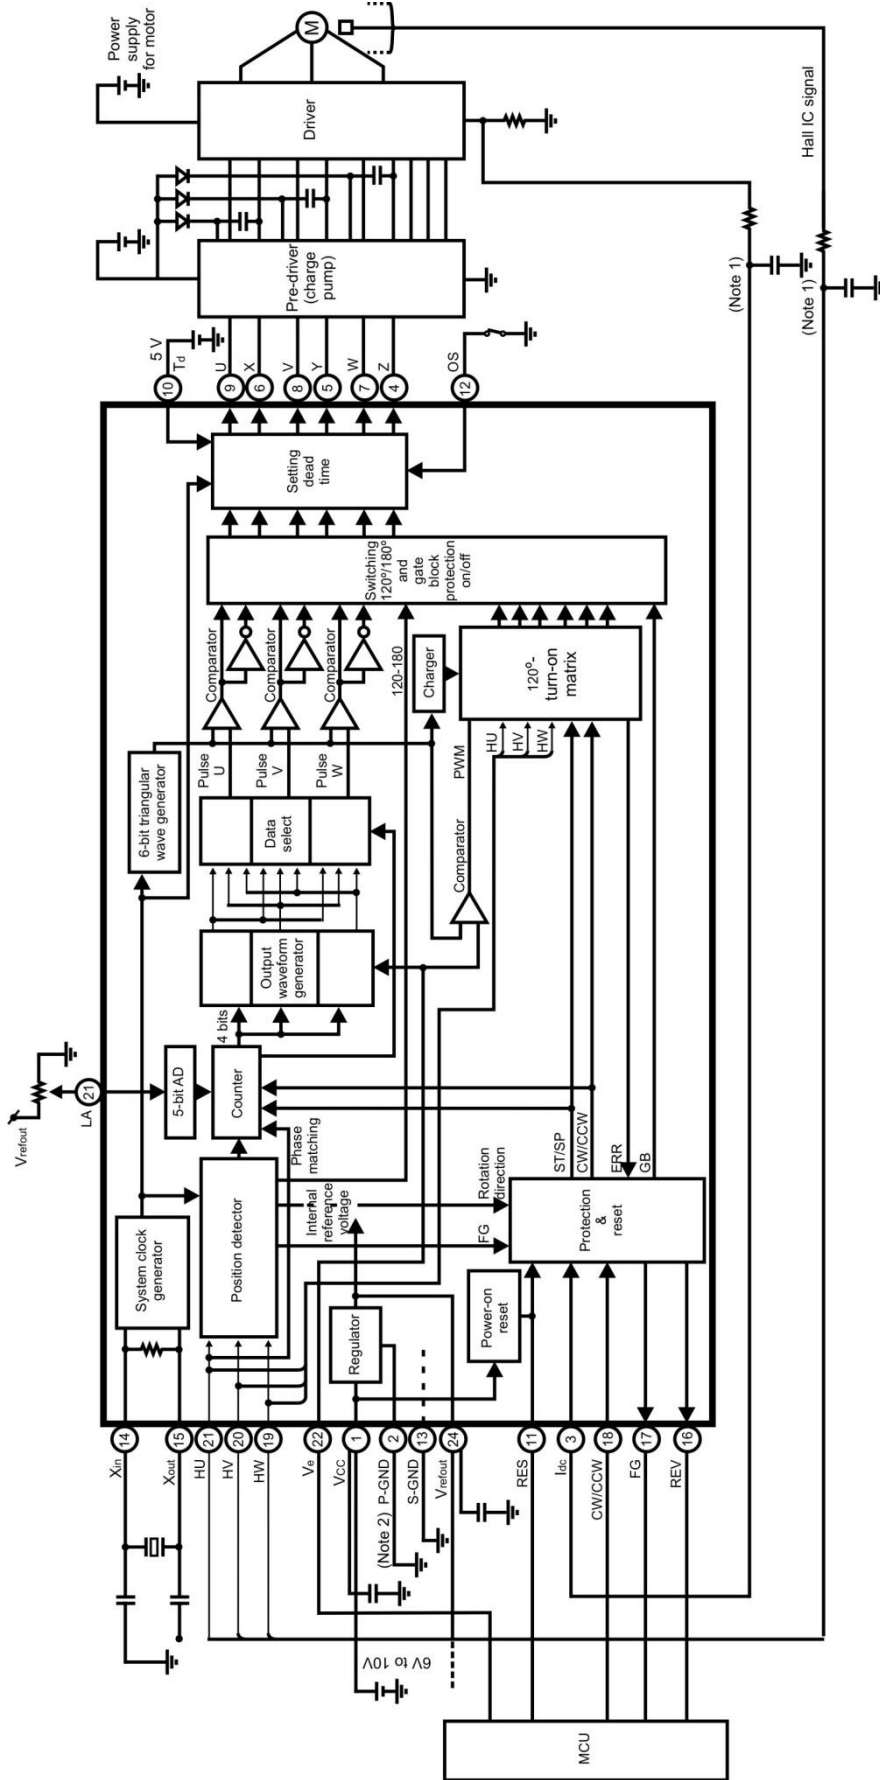 Vrefout
LA
21
Xin
14
Xout
15
HU
21
HV
20
HW
19
Ve
22
VCC
1
(Note 2)
P-GND
2
S-GND
13
Vrefout
24
RES
11
Idc
3
CW/CCW
18
FG
17
REV
16
6V to 10V
MCU
System clock
generator
Position detector
Regulator
Power-on
reset
5-bit AD
Counter
4 bits
Phase
matching
Internal
reference
voltage
FG
Rotation
direction
Protection
& reset
ST/SP
CW/CCW
ERR
GB
6-bit triangular
wave generator
Output
waveform
generator
Data
select
Pulse
U
Pulse
V
Pulse
W
Comparator
Comparator
Comparator
Comparator
PWM
HU
HV
HW
120-180
Charger
120º-
turn-on
matrix
Switching
120º/180º
and
gate
block
protection
on/off
Setting
dead
time
5 V
Td
10
U
9
X
6
V
8
Y
5
W
7
Z
4
OS
12
Pre-driver
(charge
pump)
Driver
Power
supply
for motor
M
(Note 1)
(Note 1)
Hall IC signal